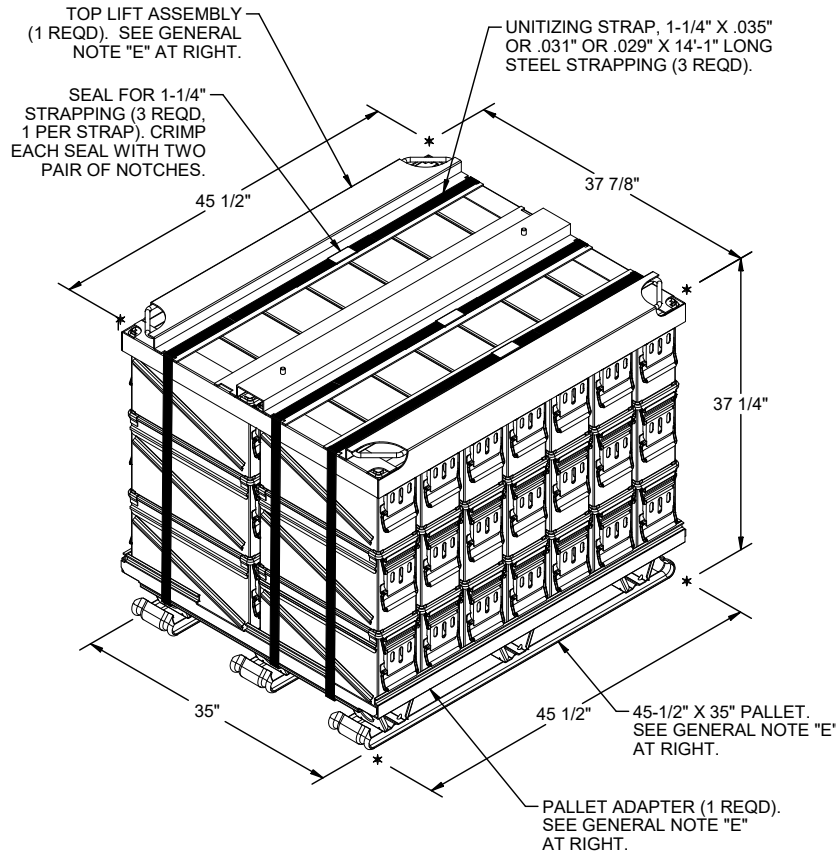 TOP LIFT ASSEMBLY
(1 REQD). SEE GENERAL
NOTE "E" AT RIGHT.
UNITIZING STRAP, 1-1/4" X .035"
OR .031" OR .029" X 14'-1" LONG
STEEL STRAPPING (3 REQD).
SEAL FOR 1-1/4"
STRAPPING (3 REQD,
1 PER STRAP). CRIMP
EACH SEAL WITH TWO
PAIR OF NOTCHES.
45 1/2"
37 7/8"
37 1/4"
35"
45 1/2"
45-1/2" X 35" PALLET.
SEE GENERAL NOTE "E"
AT RIGHT.
PALLET ADAPTER (1 REQD).
SEE GENERAL NOTE "E"
AT RIGHT.